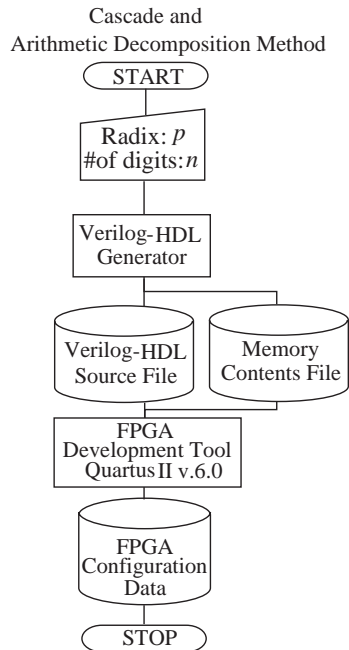 Cascade and
Arithmetic Decomposition Method
START
Radix: p
#of digits:n
Verilog-HDL
Generator
Verilog-HDL
Source File
Memory
Contents File
FPGA
Development Tool
Quartus II v.6.0
FPGA
Configuration
Data
STOP